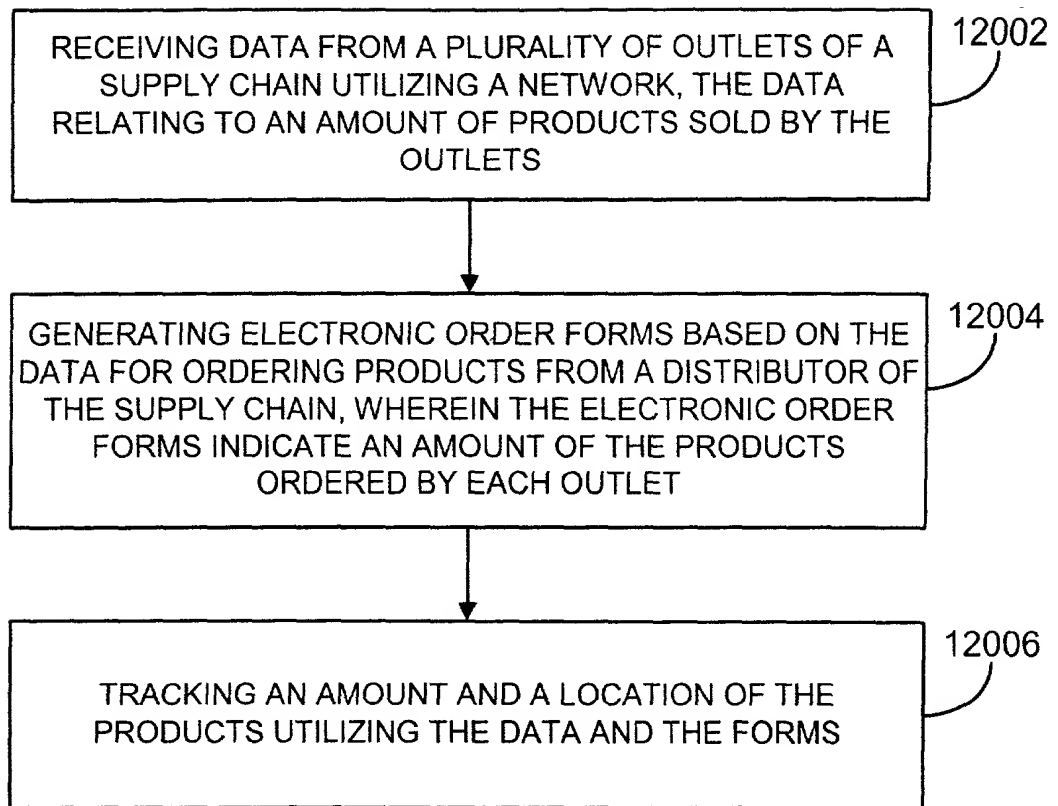 RECEIVING DATA FROM A PLURALITY OF OUTLETS OF A
SUPPLY CHAIN UTILIZING A NETWORK, THE DATA
RELATING TO AN AMOUNT OF PRODUCTS SOLD BY THE
OUTLETS
12002
GENERATING ELECTRONIC ORDER FORMS BASED ON THE
DATA FOR ORDERING PRODUCTS FROM A DISTRIBUTOR OF
THE SUPPLY CHAIN, WHEREIN THE ELECTRONIC ORDER
FORMS INDICATE AN AMOUNT OF THE PRODUCTS
ORDERED BY EACH OUTLET
12004
TRACKING AN AMOUNT AND A LOCATION OF THE
PRODUCTS UTILIZING THE DATA AND THE FORMS
12006